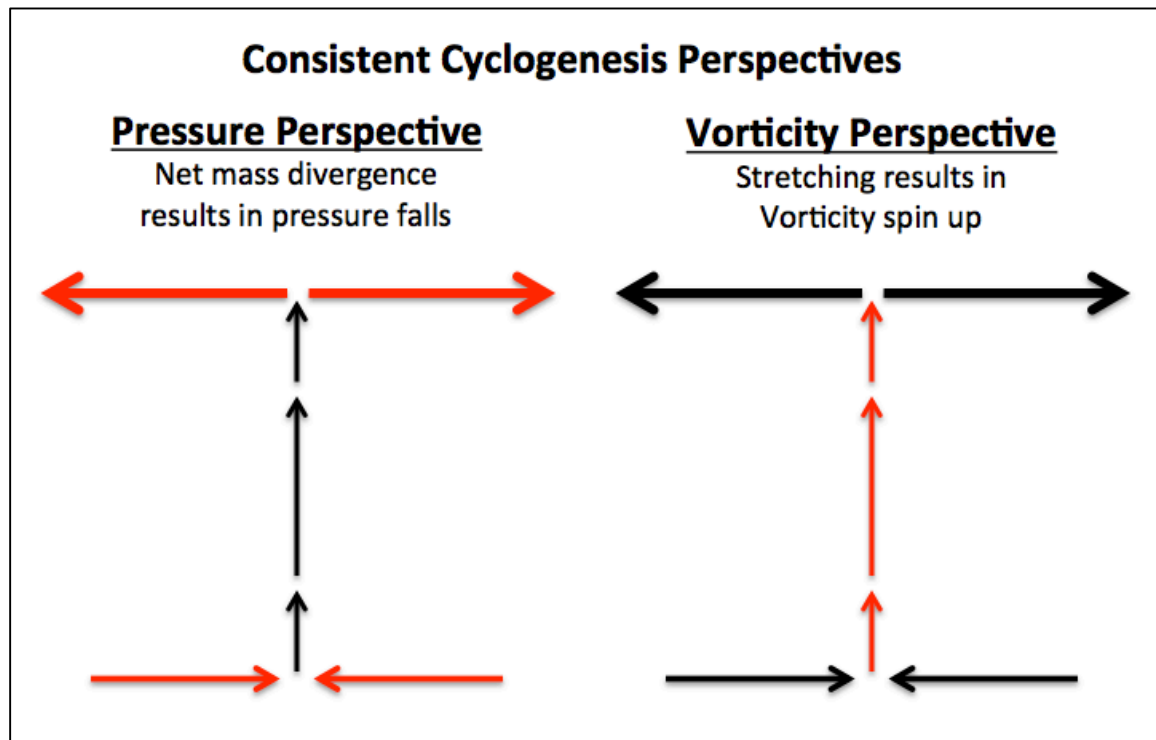 Consistent Cyclogenesis Perspectives
Pressure Perspective
Net mass divergence
results in pressure falls
Vorticity Perspective
Stretching results in
Vorticity spin up